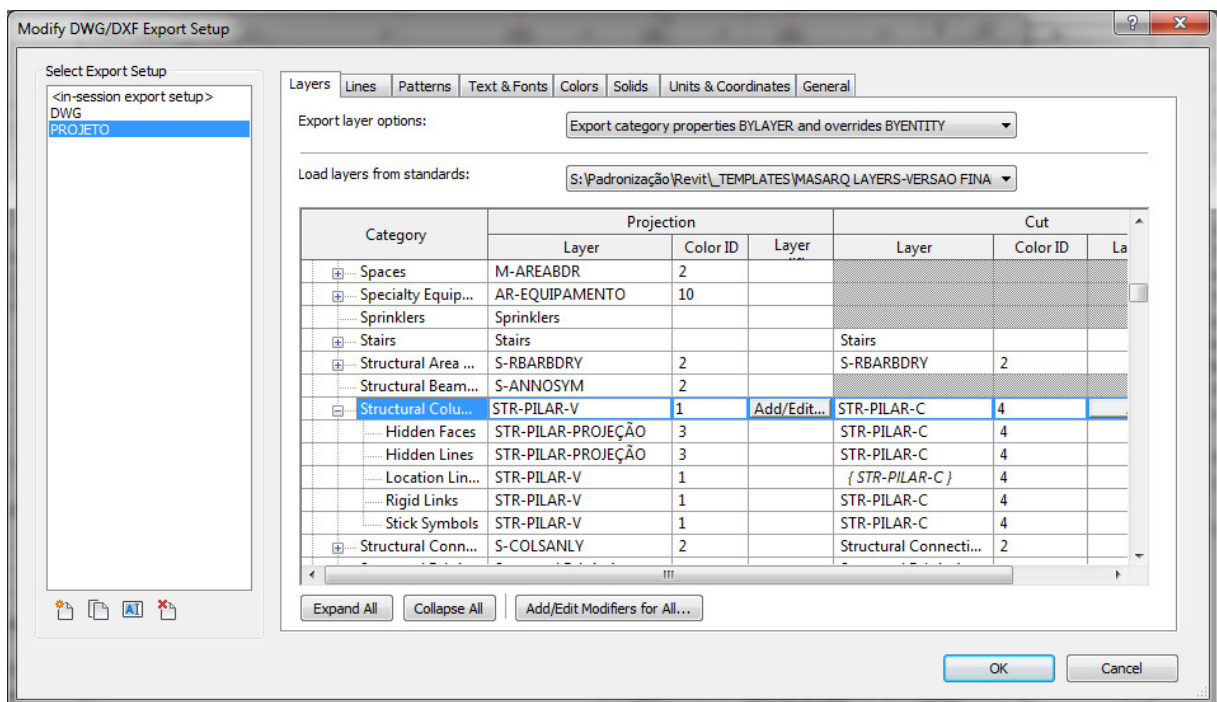 Modify DWG/DXF Export Setup
Select Export Setup
<in-session export setup>
DWG
PROJETO
Layers Lines Patterns Text & Fonts Colors Solids Units & Coordinates General
Export layer options: Export category properties BYLAYER and overrides BYENTITY
Load layers from standards: S:\Padronização\Revit\_TEMPLATES\MASARQ LAYERS-VERSAO FINA
Category Projection Cut
Layer Color ID Layer Layer Color ID La
Spaces M-AREABDR 2
Specialty Equip... AR-EQUIPAMENTO 10
Sprinklers Sprinklers
Stairs Stairs Stairs
Structural Area ... S-RBARBDRY 2 S-RBARBDRY 2
Structural Beam... S-ANNOSYM 2
Structural Colu... STR-PILAR-V 1 Add/Edit... STR-PILAR-C 4
Hidden Faces STR-PILAR-PROJEÇÃO 3 STR-PILAR-C 4
Hidden Lines STR-PILAR-PROJEÇÃO 3 STR-PILAR-C 4
Location Lin... STR-PILAR-V 1 { STR-PILAR-C } 4
Rigid Links STR-PILAR-V 1 STR-PILAR-C 4
Stick Symbols STR-PILAR-V 1 STR-PILAR-C 4
Structural Conn... S-COLSANLY 2 Structural Connecti... 2
Expand All Collapse All Add/Edit Modifiers for All...
OK Cancel